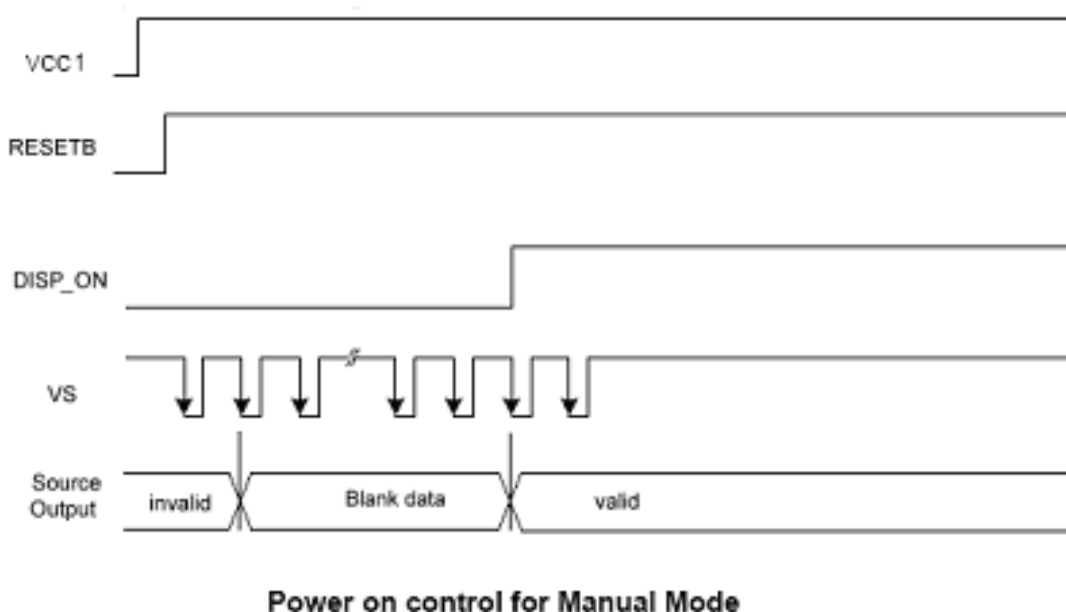 VCC1
RESETB
DISP_ON
VS
Source
Output
invalid
Blank data
valid
Power on control for Manual Mode